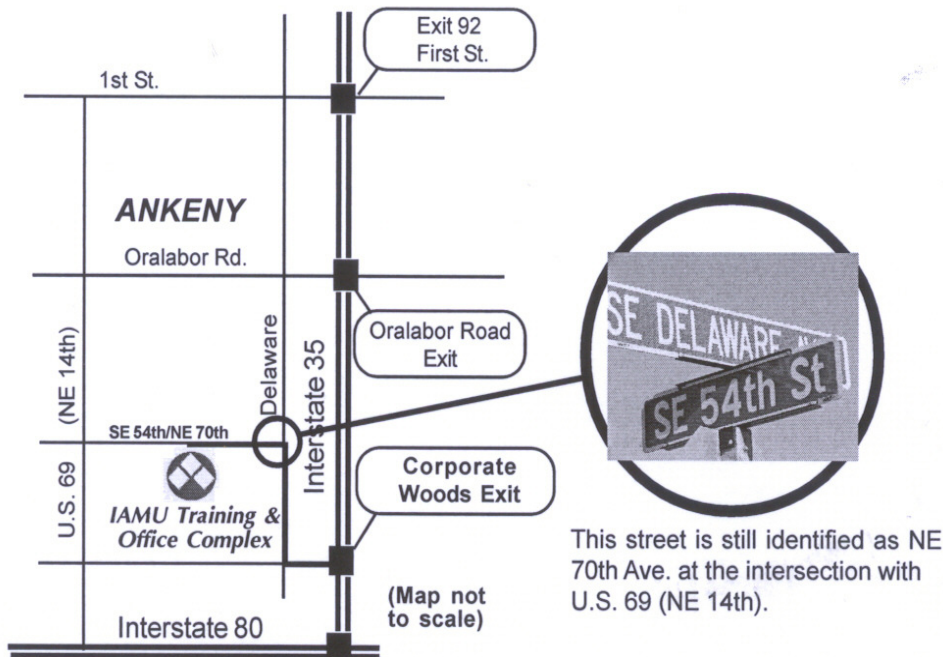 Exit 92
First St.
1st St.
ANKENY
Oralabor Rd.
Oralabor Road
Exit
Delaware
Interstate 35
(NE 14th)
U.S. 69
SE 54th/NE 70th
IAMU Training &
Office Complex
Corporate
Woods Exit
(Map not
to scale)
Interstate 80
SE DELAWARE AV
SE 54th St
This street is still identified as NE
70th Ave. at the intersection with
U.S. 69 (NE 14th).